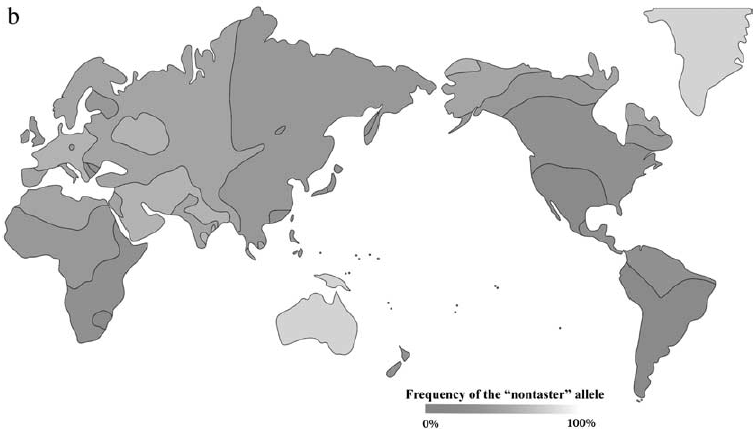 b
Frequency of the “nontaster” allele
0% 100%